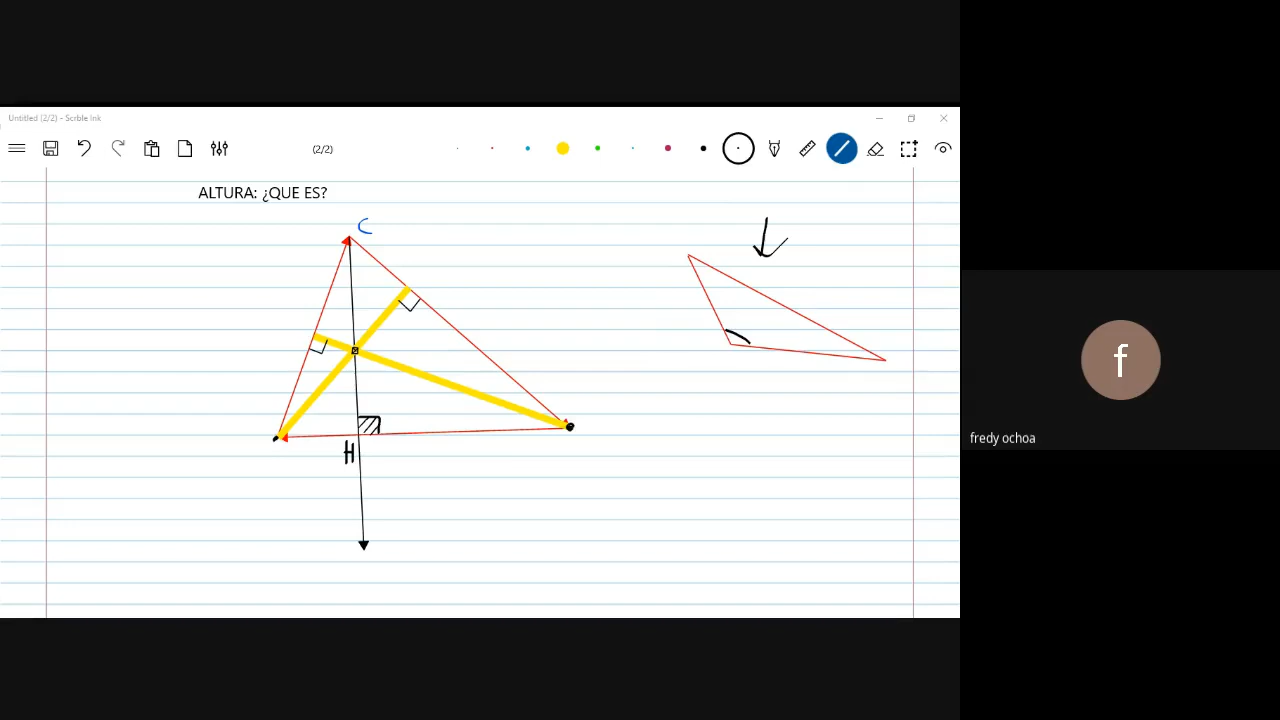 Untitled (2/2) - Scrble Ink
(2/2)
ALTURA: ¿QUE ES?
C
H
f
fredy ochoa